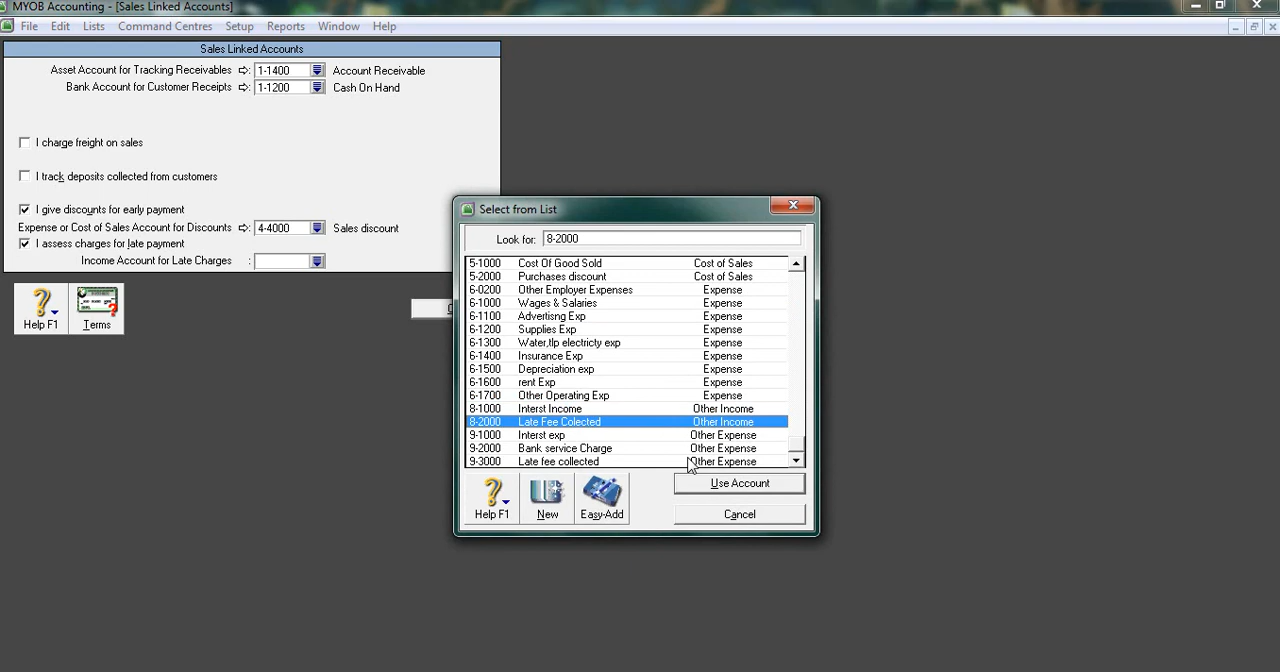 MYOB Accounting - [Sales Linked Accounts]
File Edit Lists Command Centres Setup Reports Window Help
Sales Linked Accounts
Asset Account for Tracking Receivables : 1-1400 Account Receivable
Bank Account for Customer Receipts : 1-1200 Cash On Hand
I charge freight on sales
I track deposits collected from customers
I give discounts for early payment
Expense or Cost of Sales Account for Discounts : 4-4000 Sales discount
I assess charges for late payment
Income Account for Late Charges :
Help F1 Terms
Select from List
Look for: 8-2000
5-1000 Cost Of Good Sold Cost of Sales
5-2000 Purchases discount Cost of Sales
6-0200 Other Employer Expenses Expense
6-1000 Wages & Salaries Expense
6-1100 Advertisng Exp Expense
6-1200 Supplies Exp Expense
6-1300 Water,tlp electricty exp Expense
6-1400 Insurance Exp Expense
6-1500 Depreciation exp Expense
6-1600 rent Exp Expense
6-1700 Other Operating Exp Expense
8-1000 Interst Income Other Income
8-2000 Late Fee Colected Other Income
9-1000 Interst exp Other Expense
9-2000 Bank service Charge Other Expense
9-3000 Late fee collected Other Expense
Help F1 New Easy-Add
Use Account
Cancel